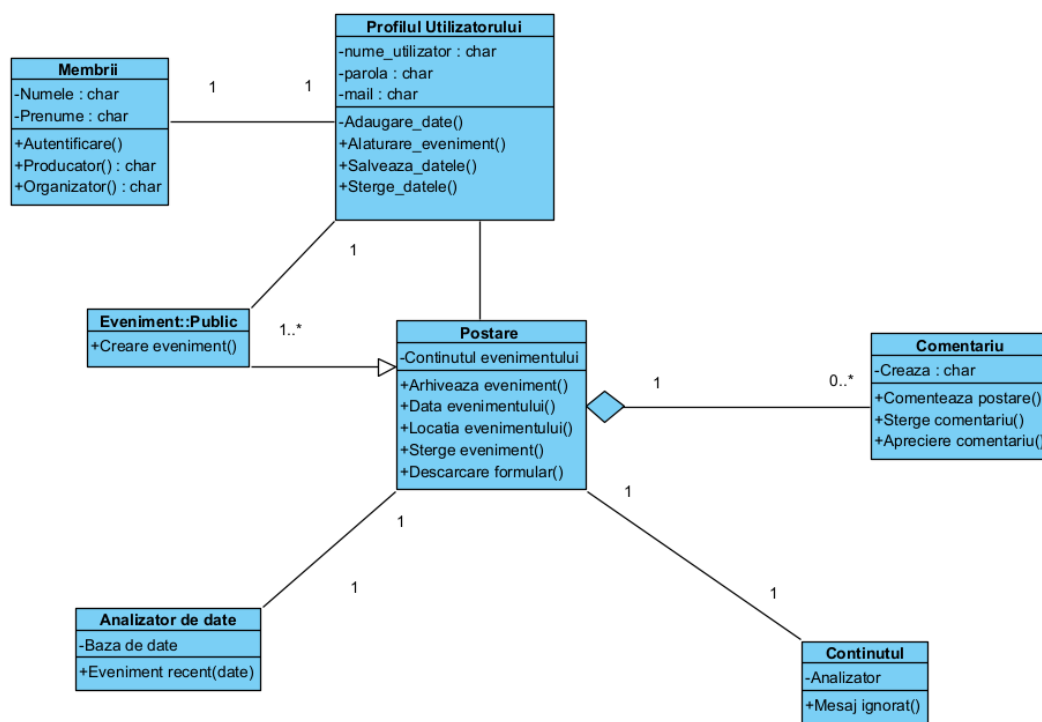 Profilul Utilizatorului
-nume_utilizator : char
-parola : char
-mail : char
-Adaugare_date()
+Alaturare_eveniment()
+Salveaza_datele()
+Sterge_datele()
Membrii
-Numele : char
-Prenume : char
+Autentificare()
+Producator() : char
+Organizator() : char
1
1
1
Eveniment::Public
+Creare eveniment()
1..*
Postare
-Continutul evenimentului
+Arhiveaza eveniment()
+Data evenimentului()
+Locatia evenimentului()
+Sterge eveniment()
+Descarcare formular()
1
0..*
Comentariu
-Creaza : char
+Comenteaza postare()
+Sterge comentariu()
+Apreciere comentariu()
1
1
1
1
Analizator de date
-Baza de date
+Eveniment recent(date)
Continutul
-Analizator
+Mesaj ignorat()